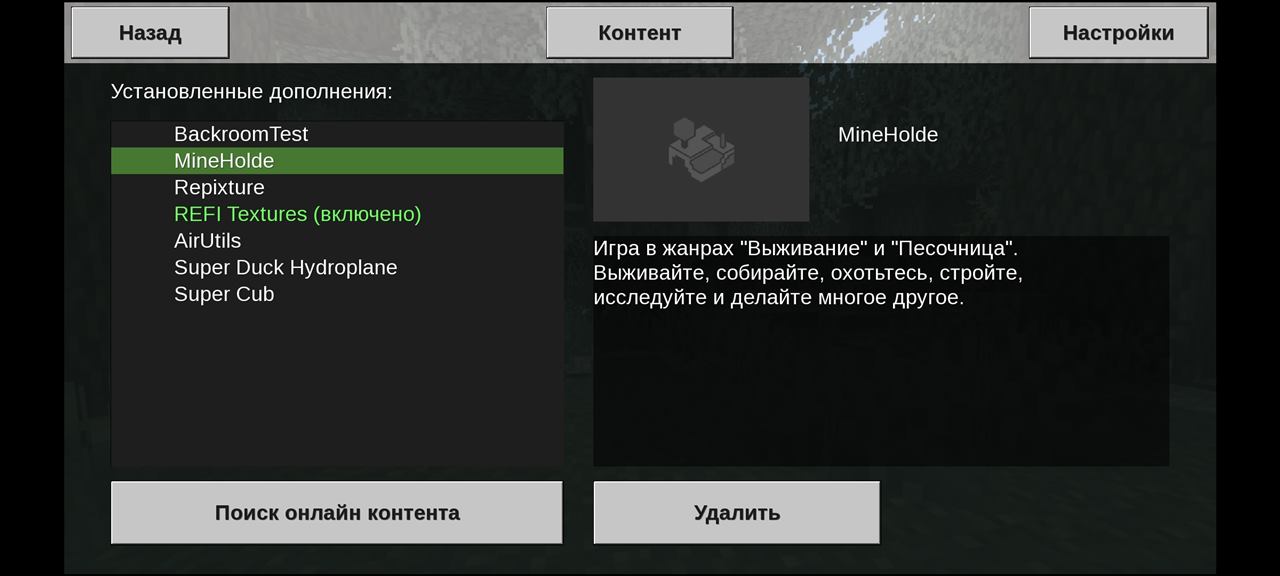 Назад
Контент
Настройки
Установленные дополнения:
BackroomTest
MineHolde
Repixture
REFI Textures (включено)
AirUtils
Super Duck Hydroplane
Super Cub
MineHolde
Игра в жанрах "Выживание" и "Песочница".
Выживайте, собирайте, охотьтесь, стройте,
исследуйте и делайте многое другое.
Поиск онлайн контента
Удалить